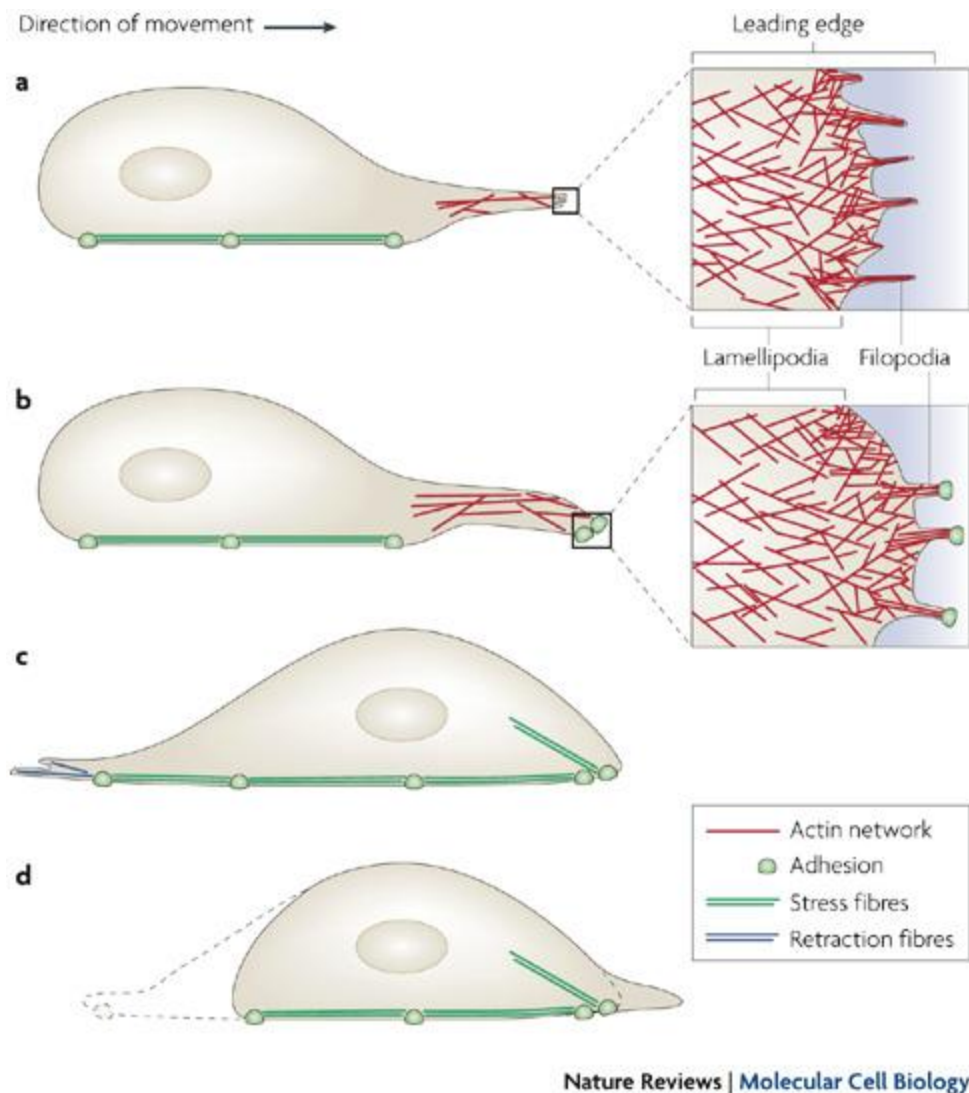 Direction of movement
Leading edge
a
Lamellipodia
Filopodia
b
c
Actin network
Adhesion
Stress fibres
Retraction fibres
d
Nature Reviews | Molecular Cell Biology